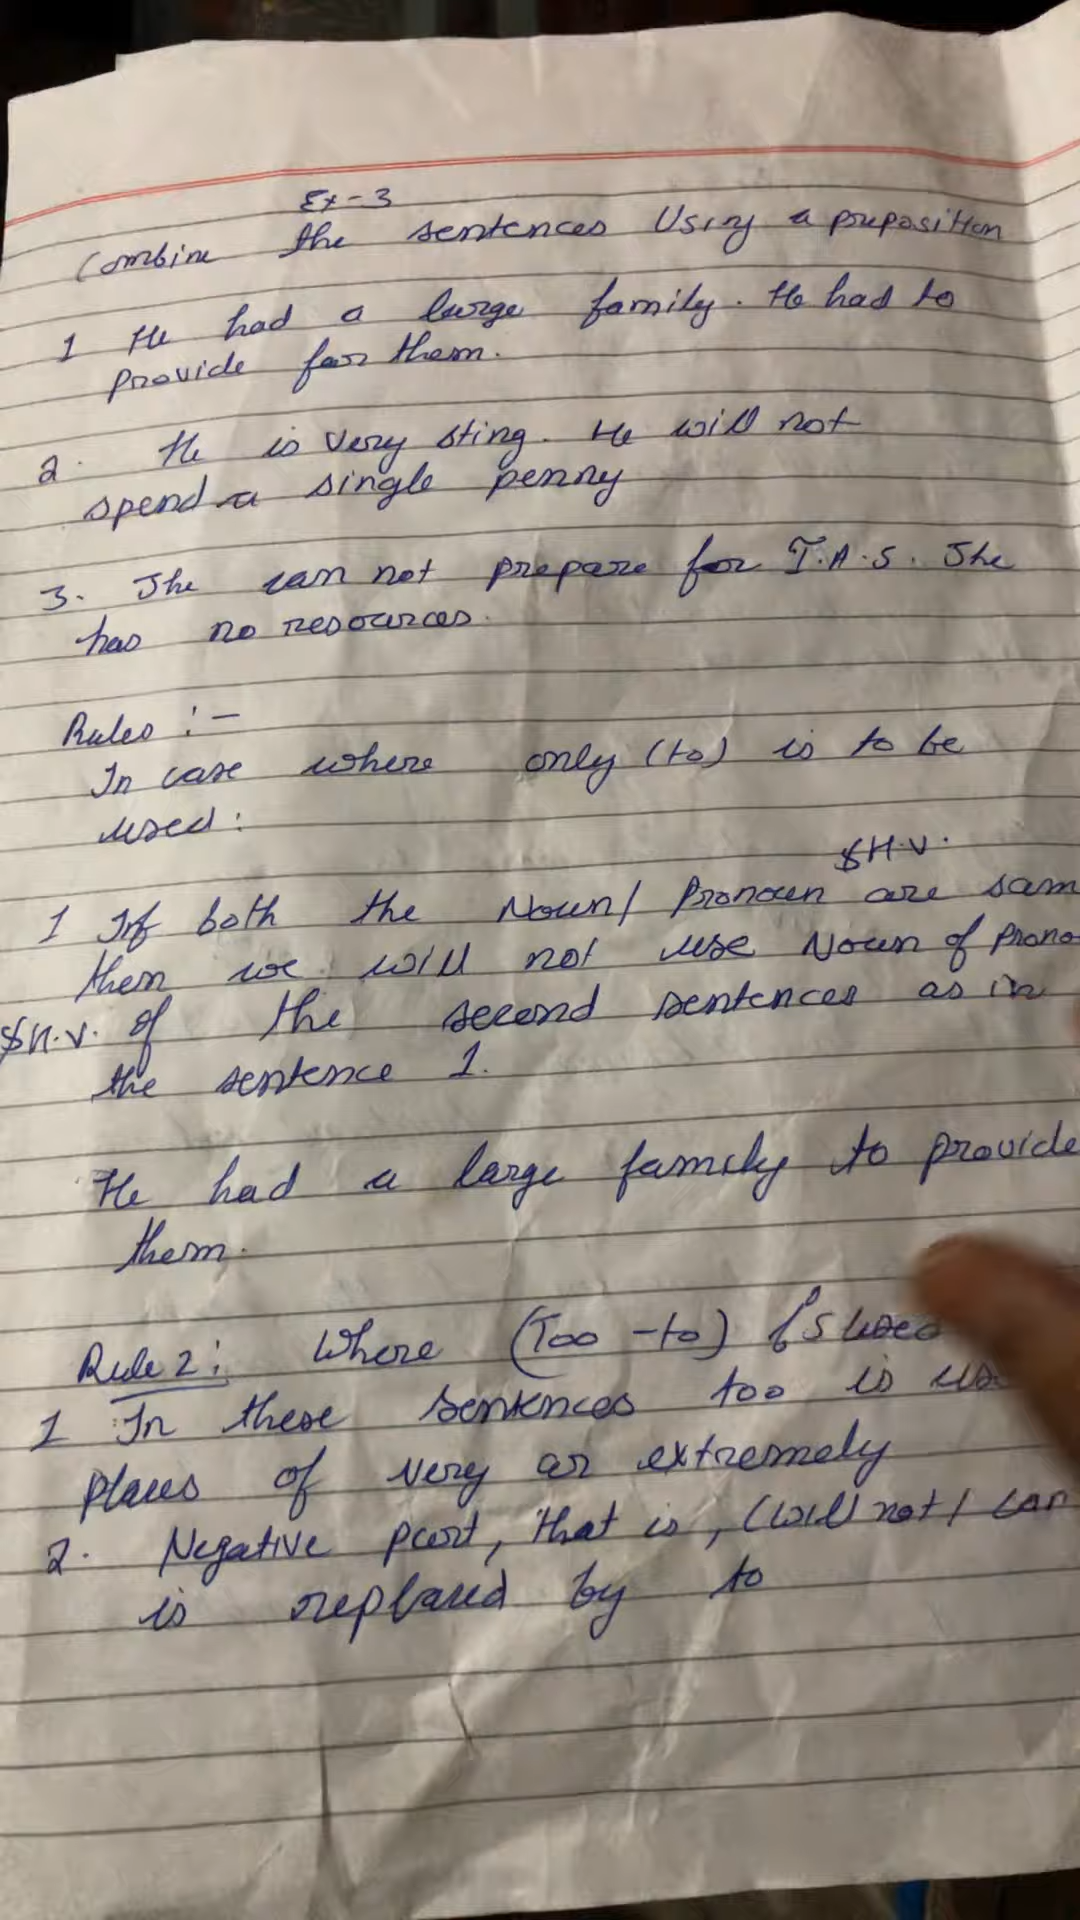 Ex-3
Combine the sentences Using a preposition
1 He had a large family. He had to
provide for them.
2. He is very sting. He will not
spend a single penny
3. She can not prepare for I.A.S. She
has no resources.
Rules :-
In case where only (to) is to be
used:
$H.V.
1 If both the Noun/ Pronoun are sam
then we will not use Noun of Prono
$H.V. of the second sentences as in
the sentence 1.
He had a large family to provide
them.
Rule 2: Where (Too -to) is used
1 In these sentences too is us
places of very or extremely
2. Negative part, that is, (will not / can
is replaced by to